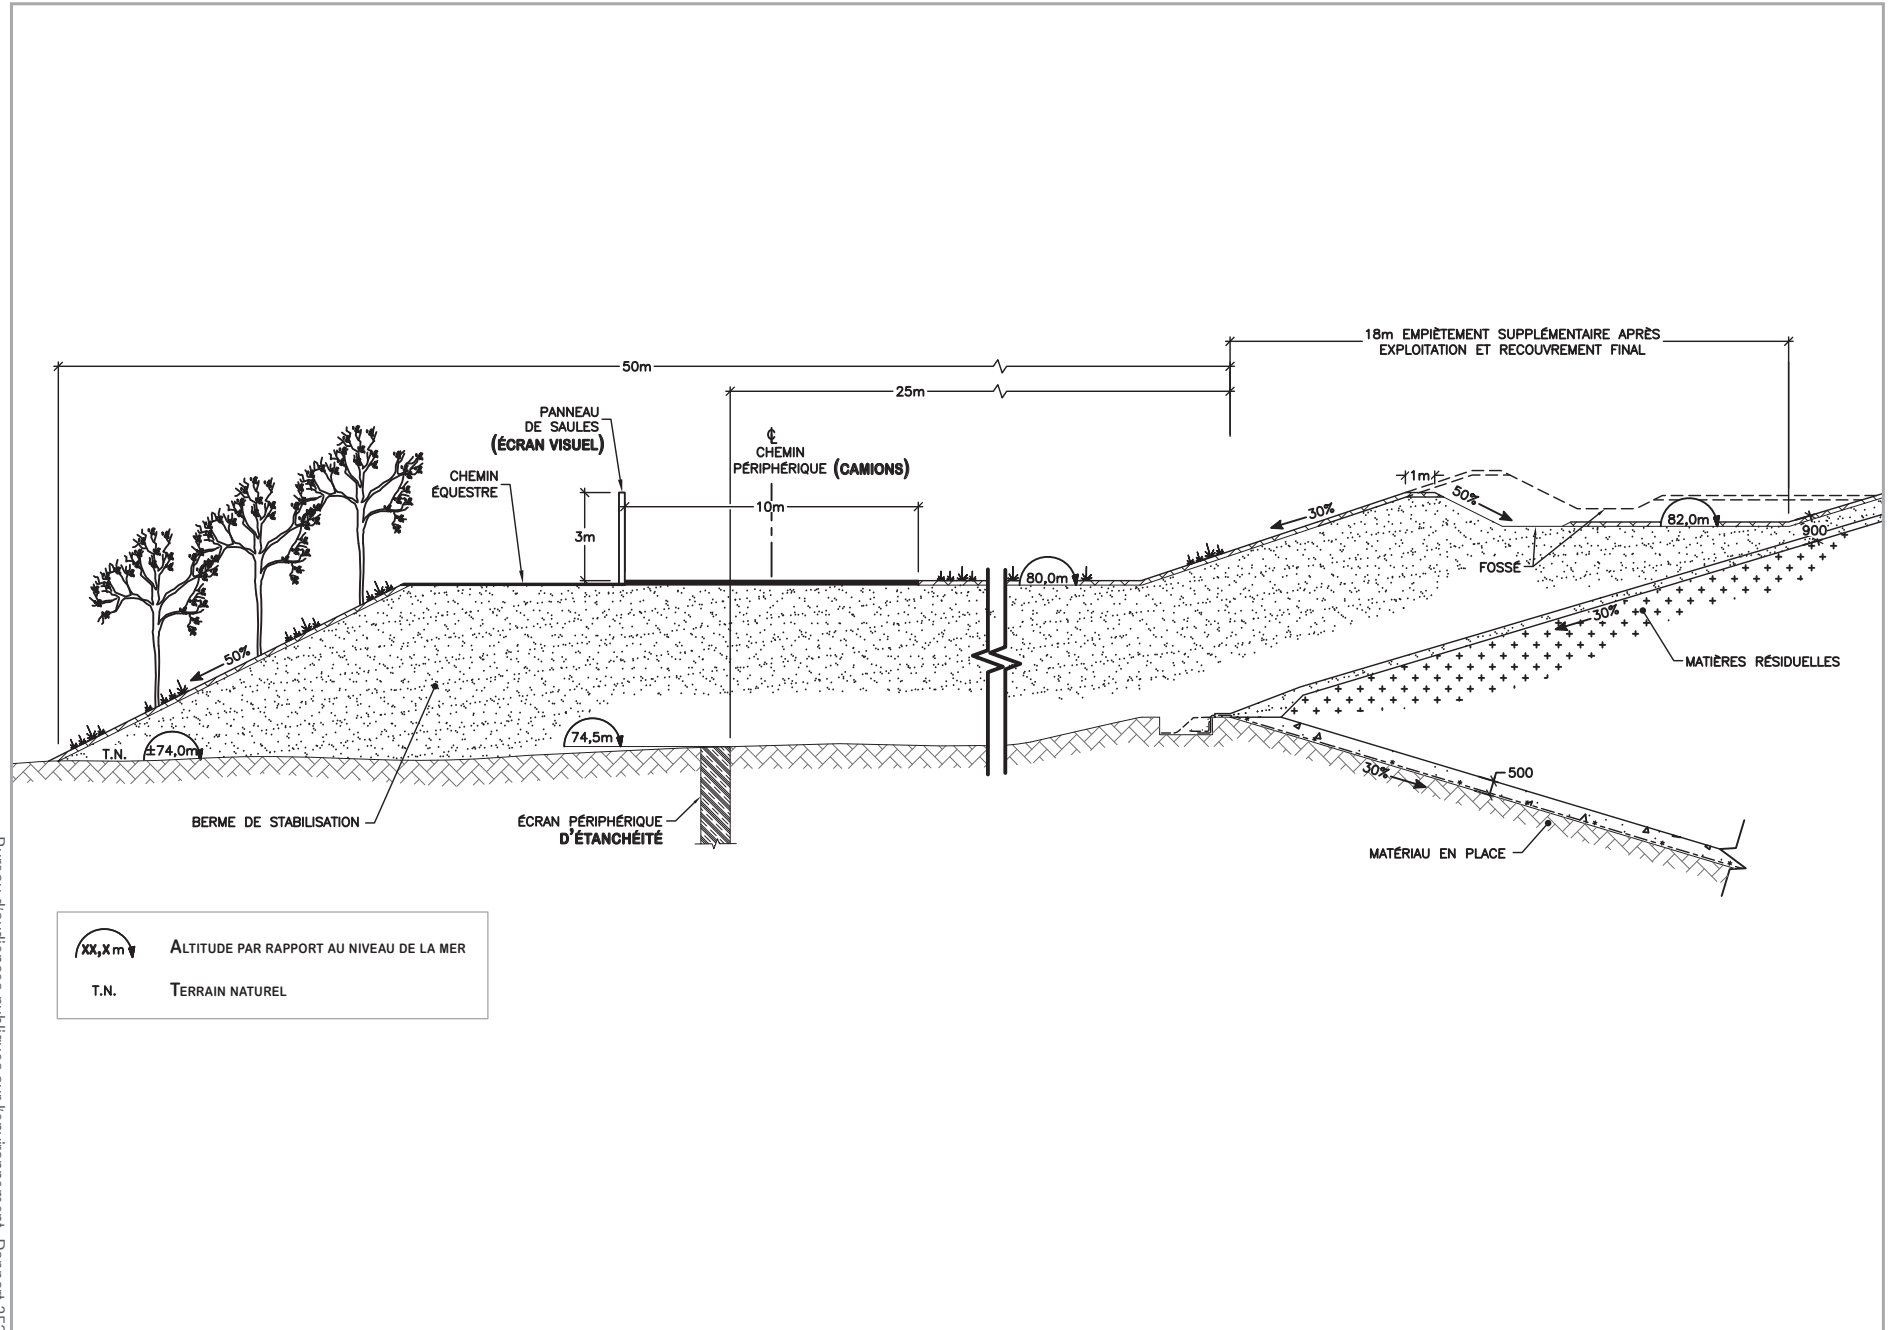 18m EMPIÈTEMENT SUPPLÉMENTAIRE APRÈS
EXPLOITATION ET RECOUVREMENT FINAL
50m
25m
PANNEAU
DE SAULES
(ÉCRAN VISUEL)
℄
CHEMIN
PÉRIPHÉRIQUE (CAMIONS)
CHEMIN
ÉQUESTRE
1m
50%
10m
30%
82,0m
3m
900
FOSSÉ
80,0m
30%
50%
MATIÈRES RÉSIDUELLES
74,5m
T.N.
±74,0m
30%
500
BERME DE STABILISATION
ÉCRAN PÉRIPHÉRIQUE
D'ÉTANCHÉITÉ
MATÉRIAU EN PLACE
XX,X m
ALTITUDE PAR RAPPORT AU NIVEAU DE LA MER
T.N.
TERRAIN NATUREL